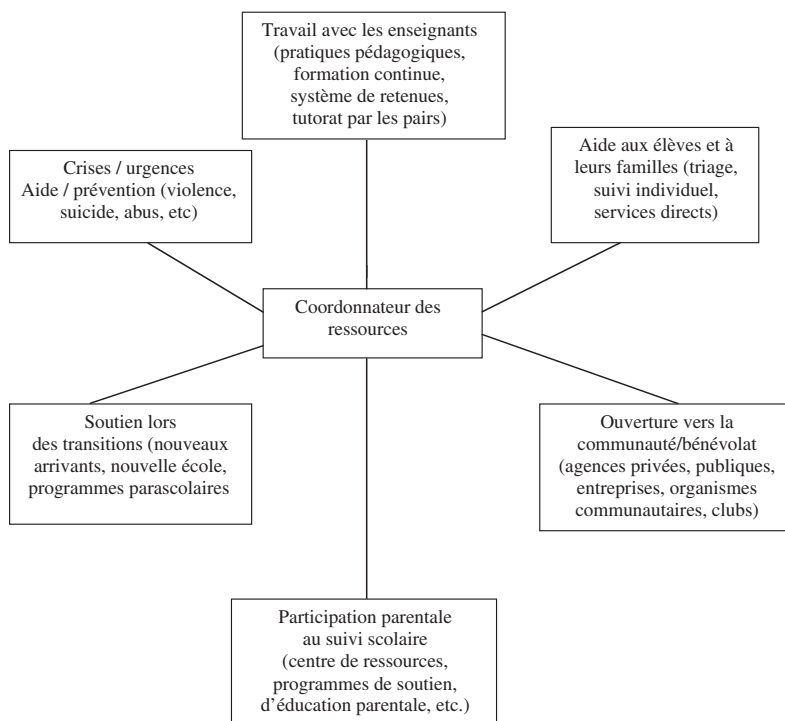 Travail avec les enseignants
(pratiques pédagogiques,
formation continue,
système de retenues,
tutorat par les pairs)
Crises / urgences
Aide / prévention (violence,
suicide, abus, etc)
Aide aux élèves et à
leurs familles (triage,
suivi individuel,
services directs)
Coordonnateur des
ressources
Soutien lors
des transitions (nouveaux
arrivants, nouvelle école,
programmes parascolaires
Ouverture vers la
communauté/bénévolat
(agences privées, publiques,
entreprises, organismes
communautaires, clubs)
Participation parentale
au suivi scolaire
(centre de ressources,
programmes de soutien,
d'éducation parentale, etc.)